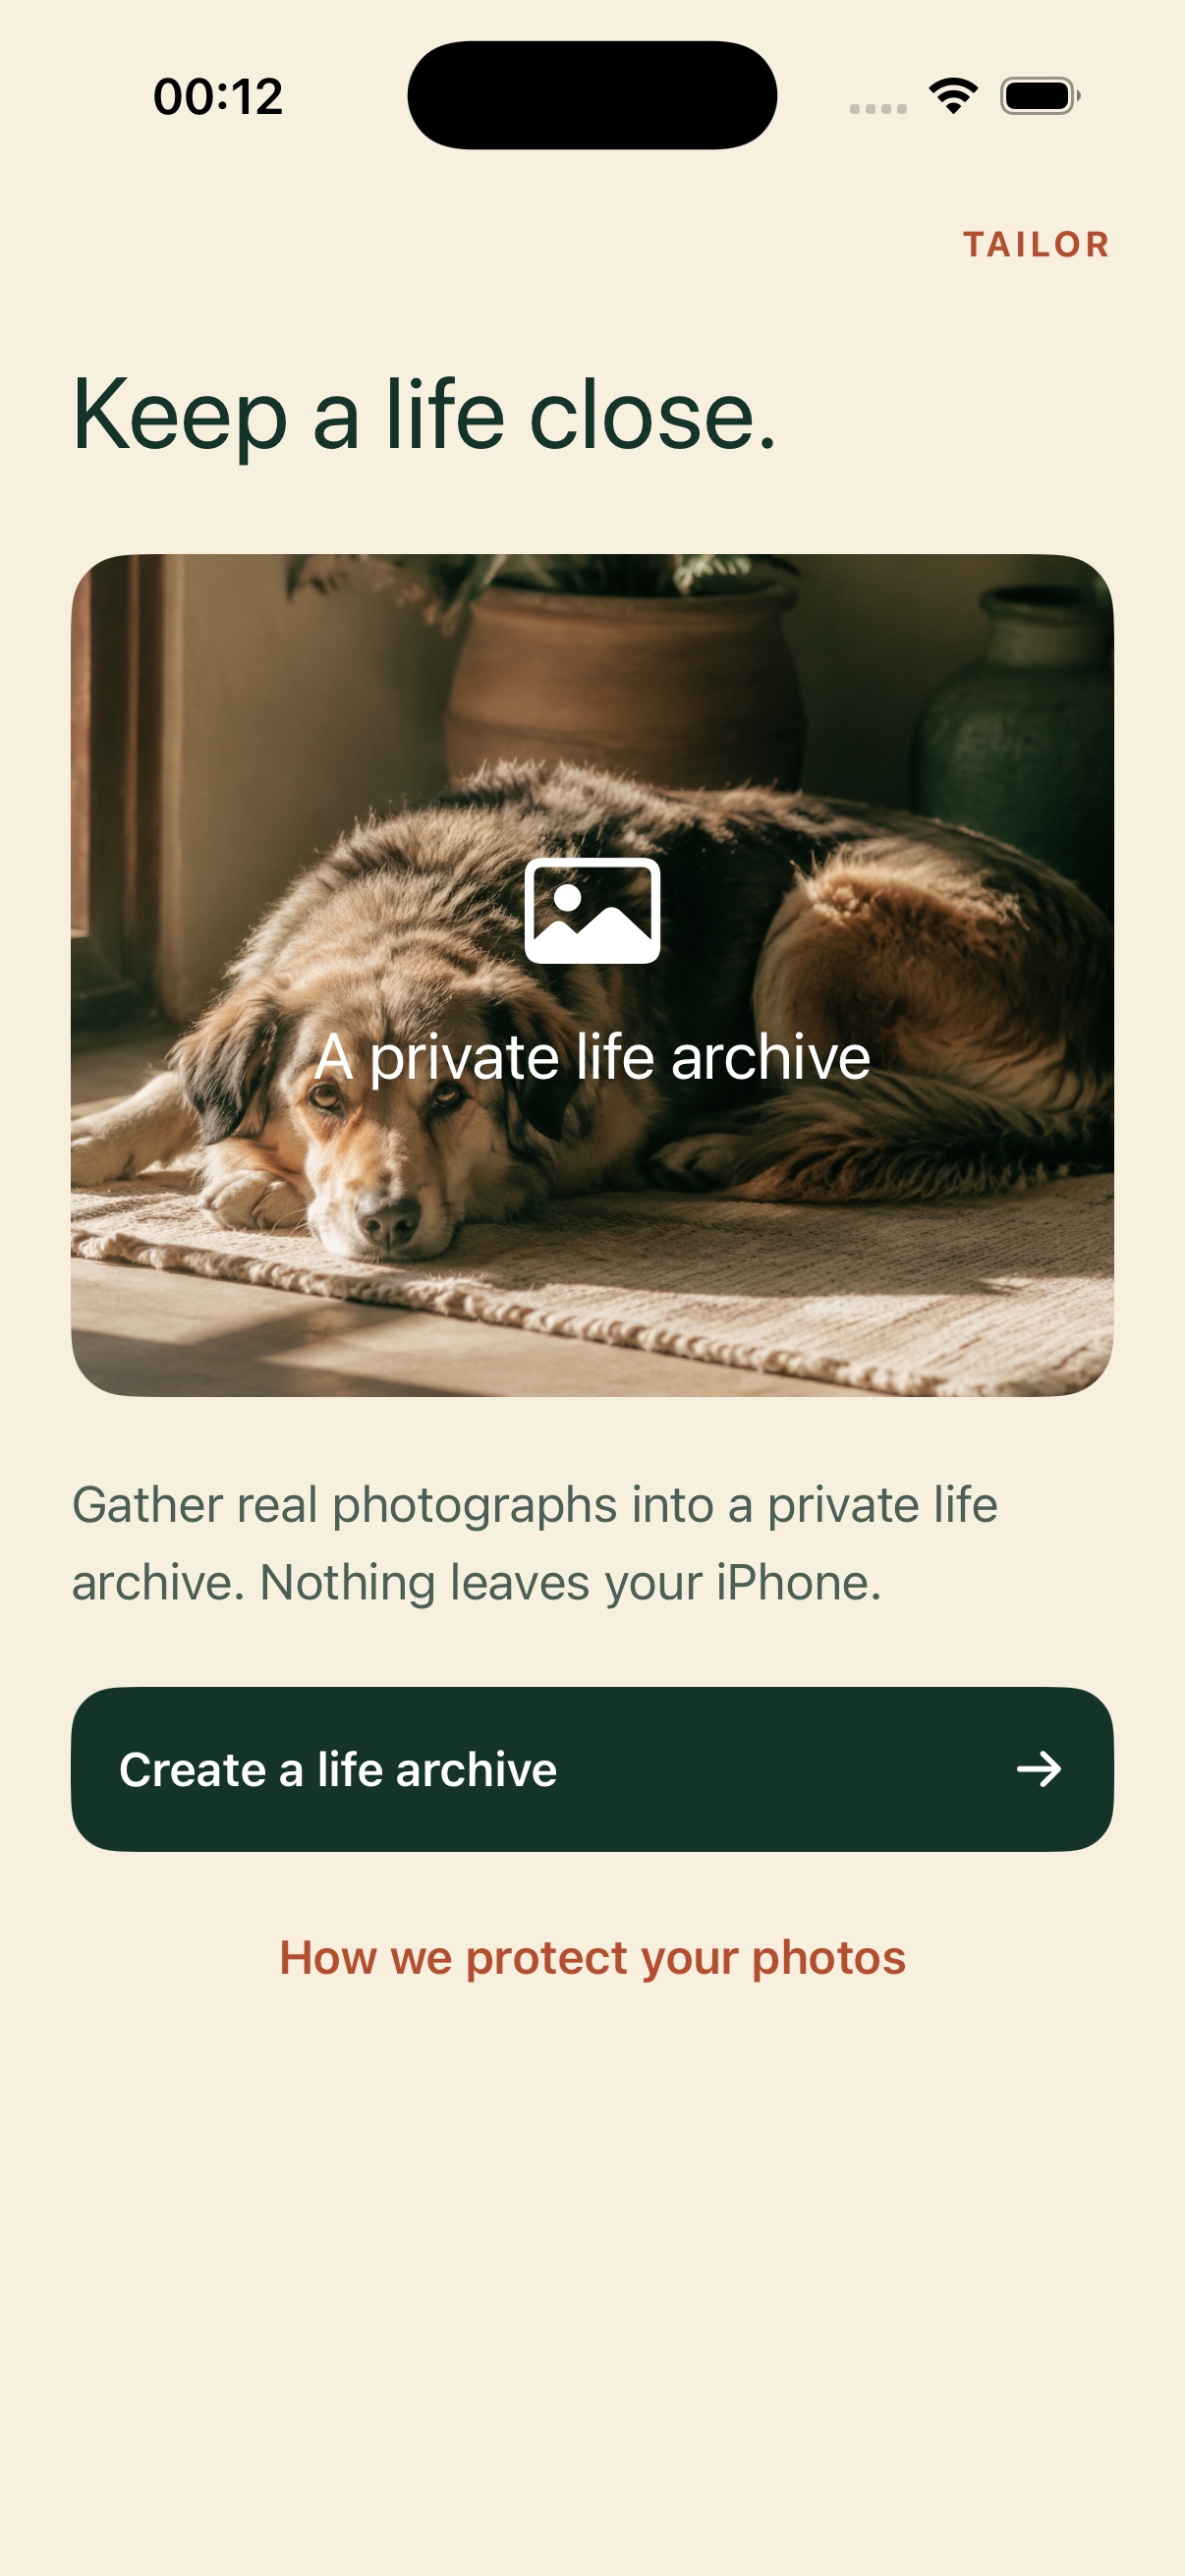 00:12
TAILOR
Keep a life close.
A private life archive
Gather real photographs into a private life
archive. Nothing leaves your iPhone.
Create a life archive
How we protect your photos